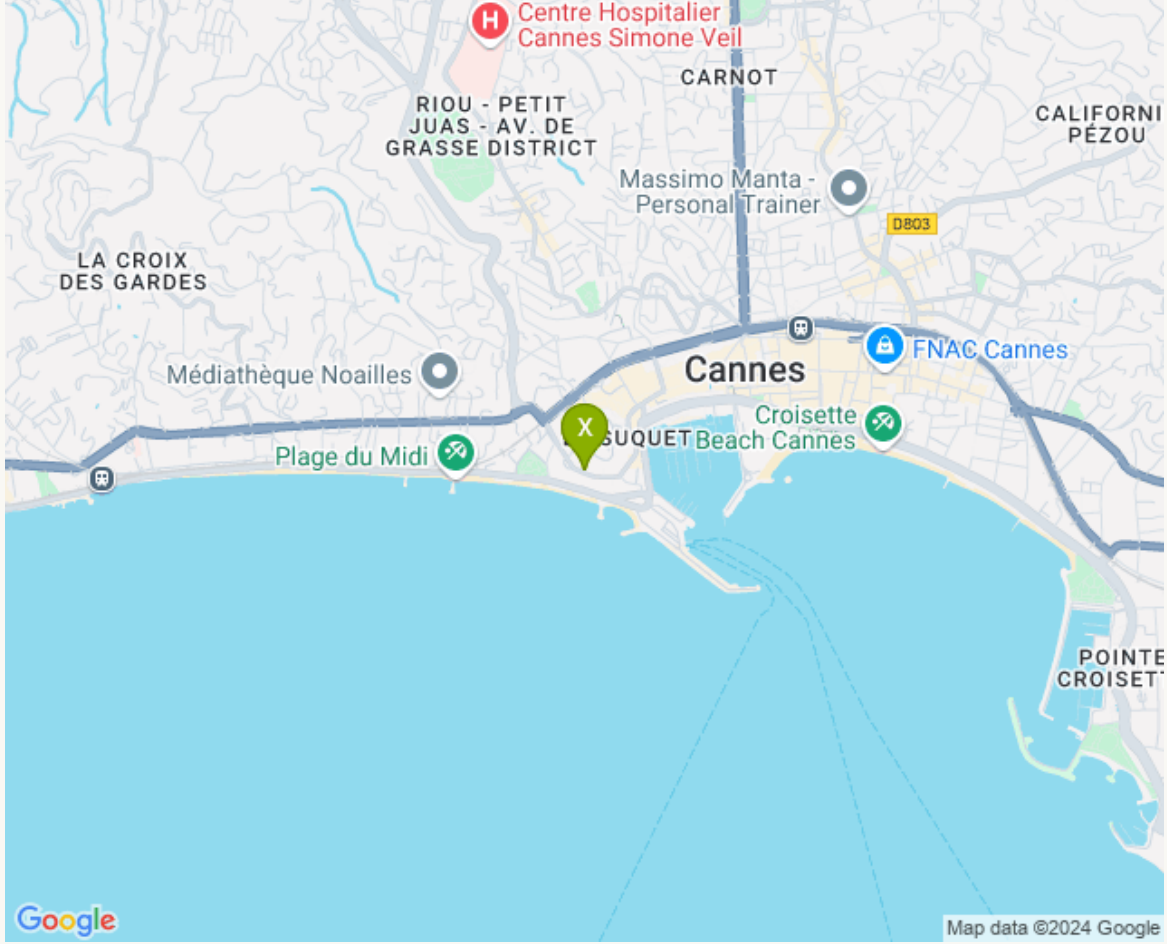 H
Centre Hospitalier
Cannes Simone Veil
CARNOT
RIOU - PETIT
JUAS - AV. DE
GRASSE DISTRICT
CALIFORNI
PÉZOU
Massimo Manta -
Personal Trainer
D803
LA CROIX
DES GARDES
FNAC Cannes
Cannes
Médiathèque Noailles
Croisette
Beach Cannes
X
SUQUET
Plage du Midi
POINTE
CROISET
Google
Map data ©2024 Google